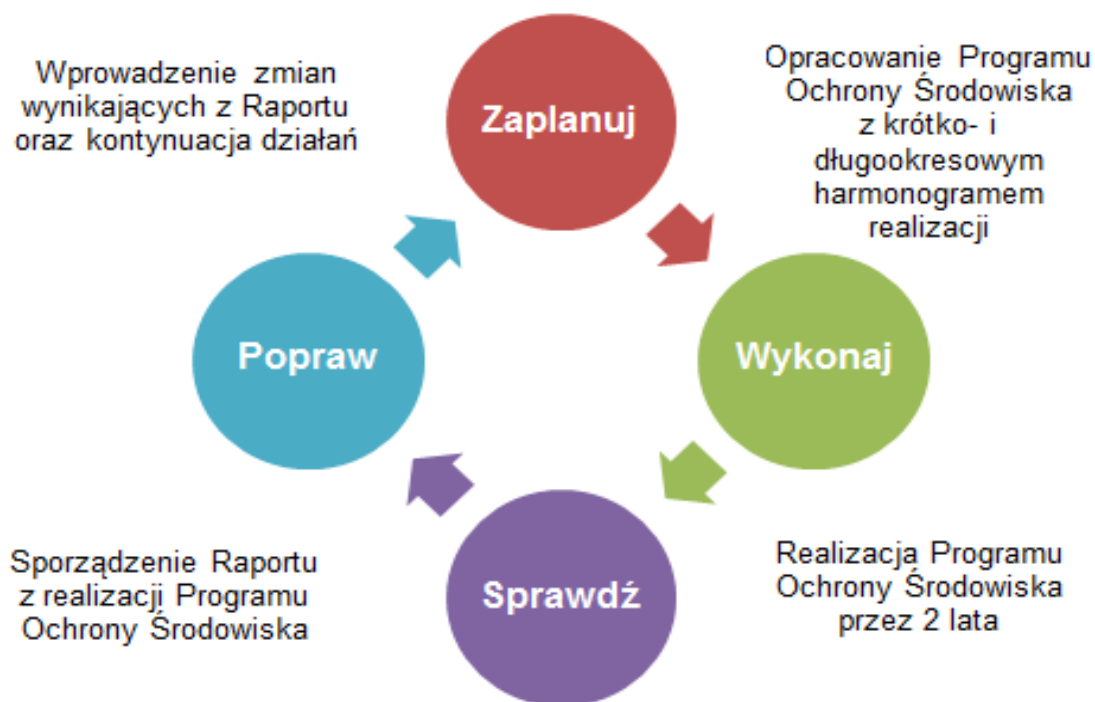 Wprowadzenie zmian
wynikających z Raportu
oraz kontynuacja działań
Zaplanuj
Opracowanie Programu
Ochrony Środowiska
z krótko- i
długookresowym
harmonogramem
realizacji
Popraw
Wykonaj
Sporządzenie Raportu
z realizacji Programu
Ochrony Środowiska
Sprawdź
Realizacja Programu
Ochrony Środowiska
przez 2 lata